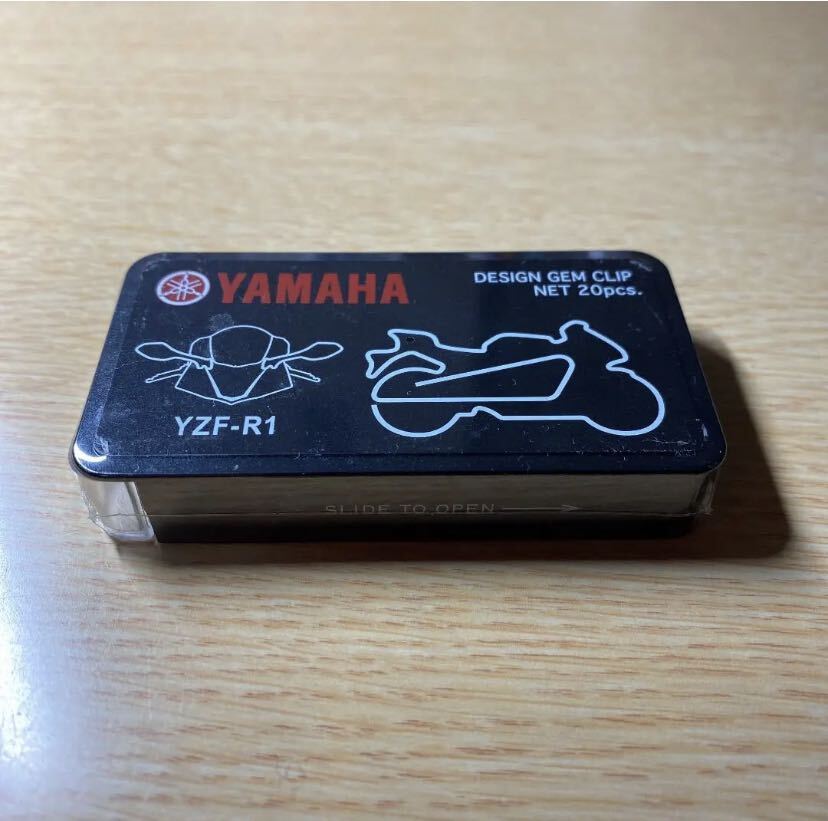 YAMAHA
DESIGN GEM CLIP
NET 20pcs.
YZF-R1
SLIDE TO OPEN